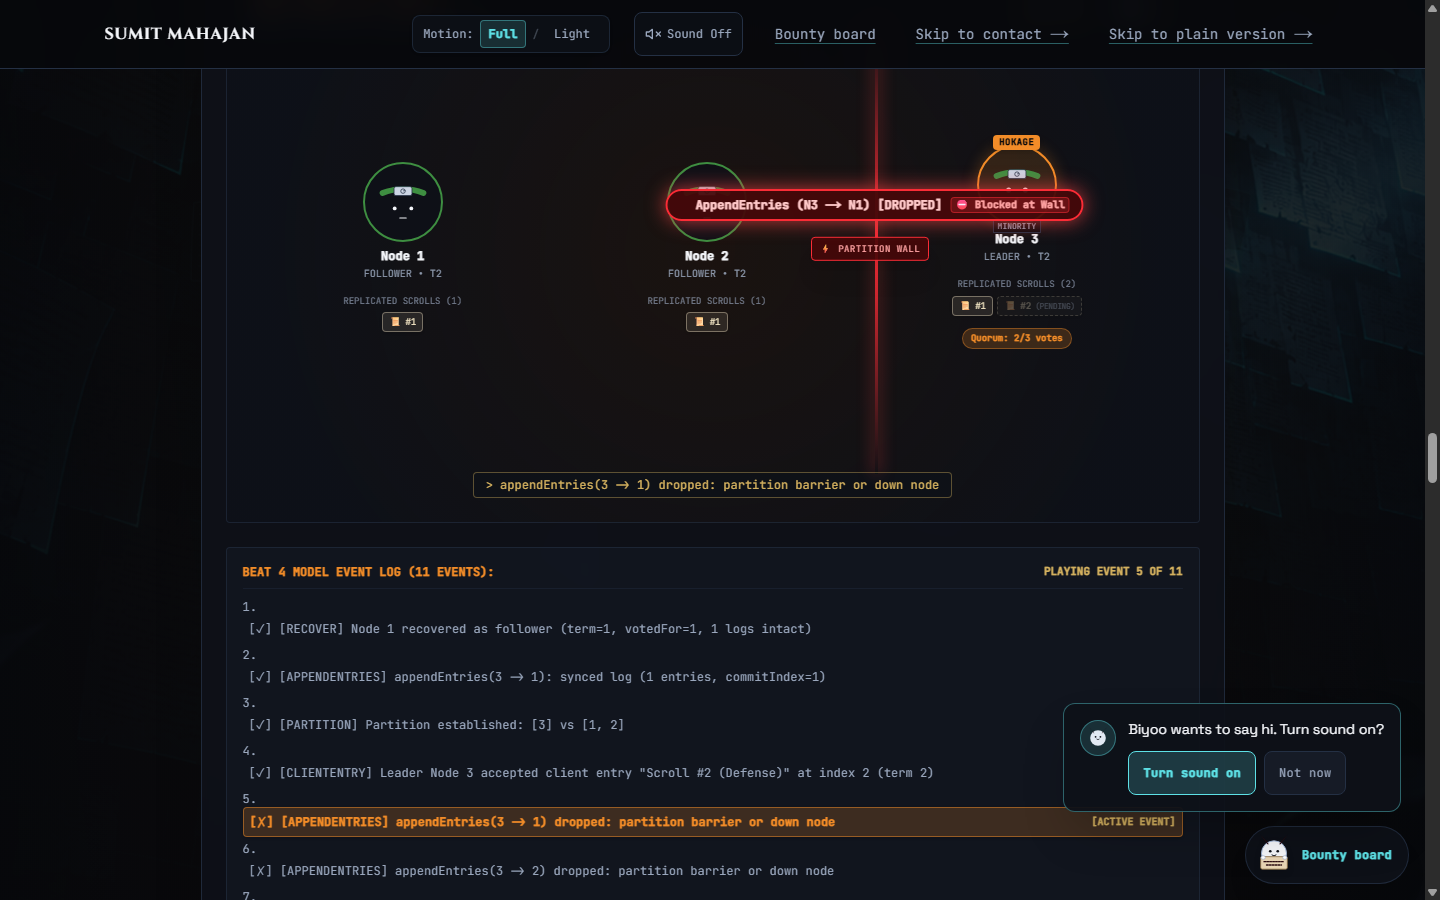 SUMIT MAHAJAN
Motion: Full / Light
Sound Off
Bounty board
Skip to contact →
Skip to plain version →
HOKAGE
AppendEntries (N3 → N1) [DROPPED] Blocked at Wall
MINORITY
PARTITION WALL
Node 1
FOLLOWER • T2
REPLICATED SCROLLS (1)
#1
Node 2
FOLLOWER • T2
REPLICATED SCROLLS (1)
#1
Node 3
LEADER • T2
REPLICATED SCROLLS (2)
#1 #2 (PENDING)
Quorum: 2/3 votes
> appendEntries(3 → 1) dropped: partition barrier or down node
BEAT 4 MODEL EVENT LOG (11 EVENTS):
PLAYING EVENT 5 OF 11
1.
[✓] [RECOVER] Node 1 recovered as follower (term=1, votedFor=1, 1 logs intact)
2.
[✓] [APPENDENTRIES] appendEntries(3 → 1): synced log (1 entries, commitIndex=1)
3.
[✓] [PARTITION] Partition established: [3] vs [1, 2]
4.
[✓] [CLIENTENTRY] Leader Node 3 accepted client entry "Scroll #2 (Defense)" at index 2 (term 2)
5.
[✗] [APPENDENTRIES] appendEntries(3 → 1) dropped: partition barrier or down node [ACTIVE EVENT]
6.
[✗] [APPENDENTRIES] appendEntries(3 → 2) dropped: partition barrier or down node
7.
Biyoo wants to say hi. Turn sound on?
Turn sound on
Not now
Bounty board